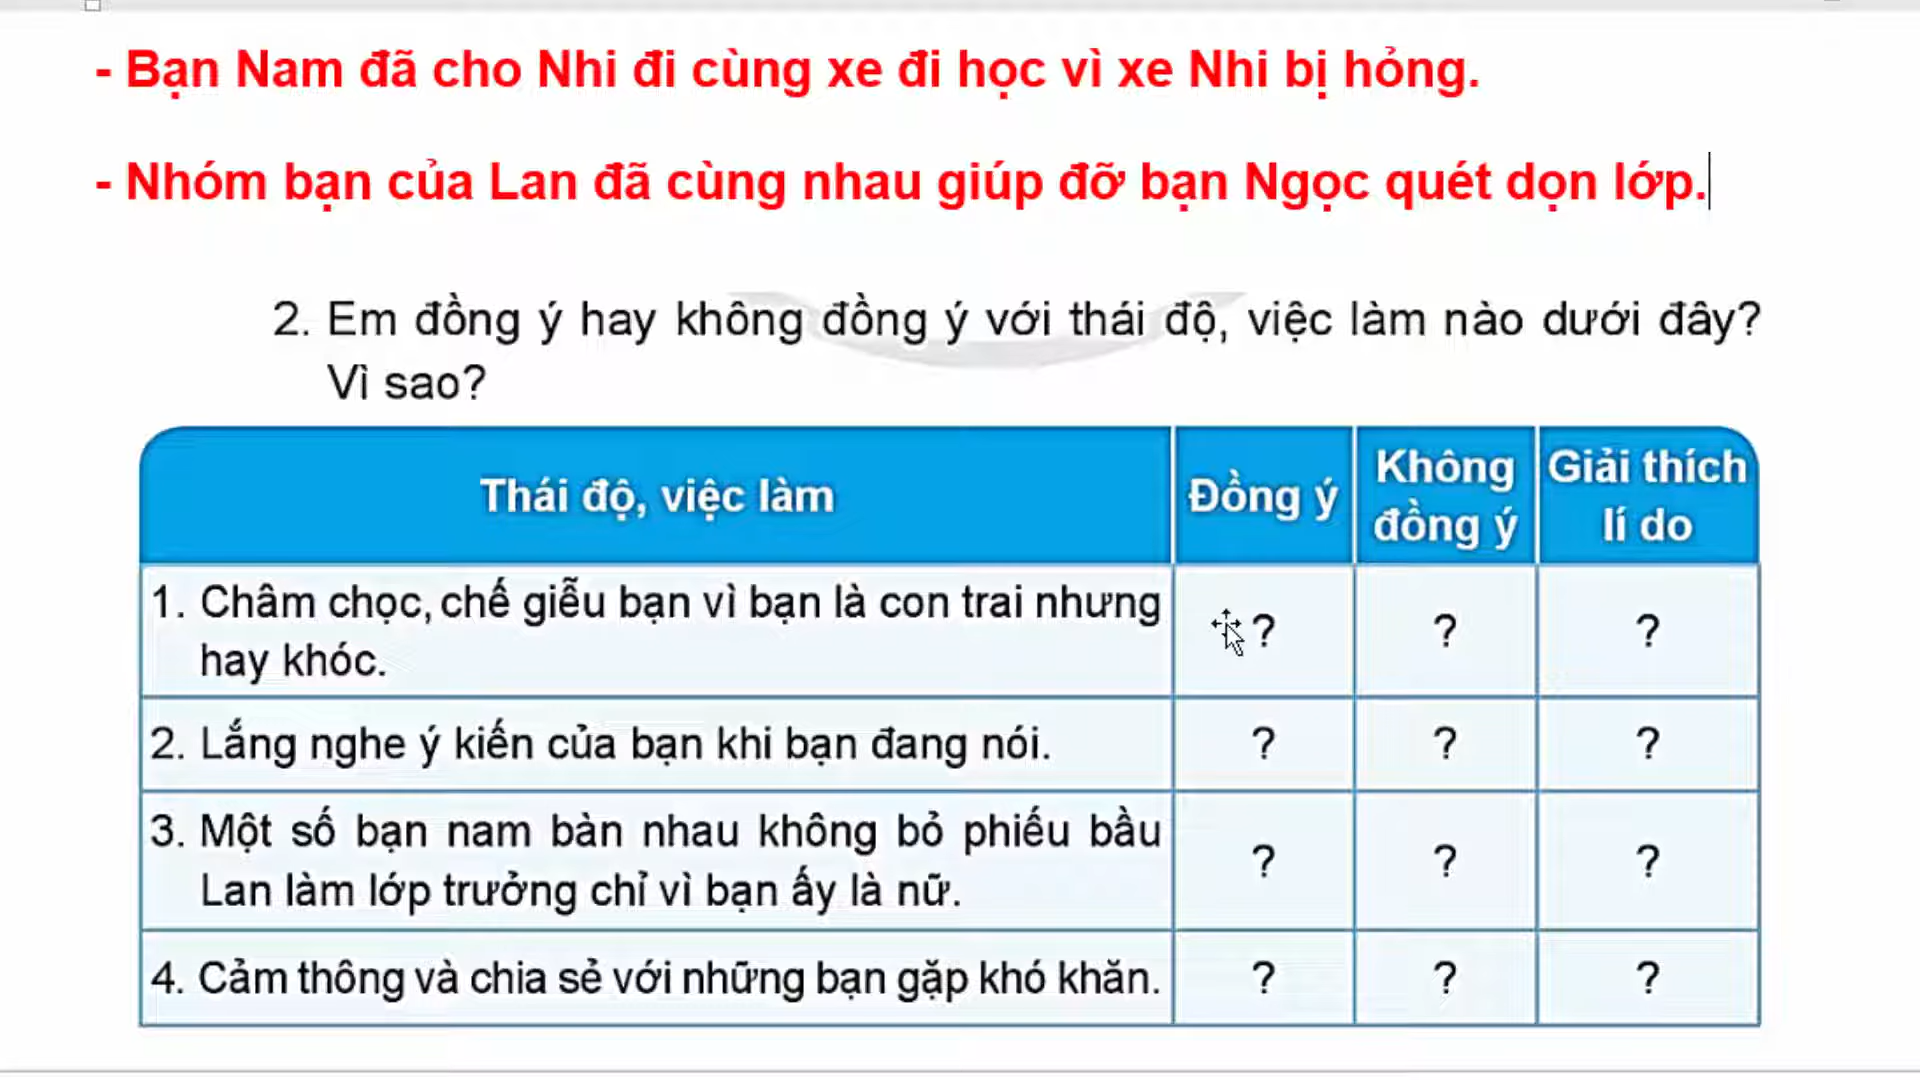 - Bạn Nam đã cho Nhi đi cùng xe đi học vì xe Nhi bị hỏng.
- Nhóm bạn của Lan đã cùng nhau giúp đỡ bạn Ngọc quét dọn lớp.
2. Em đồng ý hay không đồng ý với thái độ, việc làm nào dưới đây?
Vì sao?
Thái độ, việc làm
Đồng ý
Không
đồng ý
Giải thích
lí do
1. Châm chọc, chế giễu bạn vì bạn là con trai nhưng
hay khóc.
?
?
?
2. Lắng nghe ý kiến của bạn khi bạn đang nói.
?
?
?
3. Một số bạn nam bàn nhau không bỏ phiếu bầu
Lan làm lớp trưởng chỉ vì bạn ấy là nữ.
?
?
?
4. Cảm thông và chia sẻ với những bạn gặp khó khăn.
?
?
?